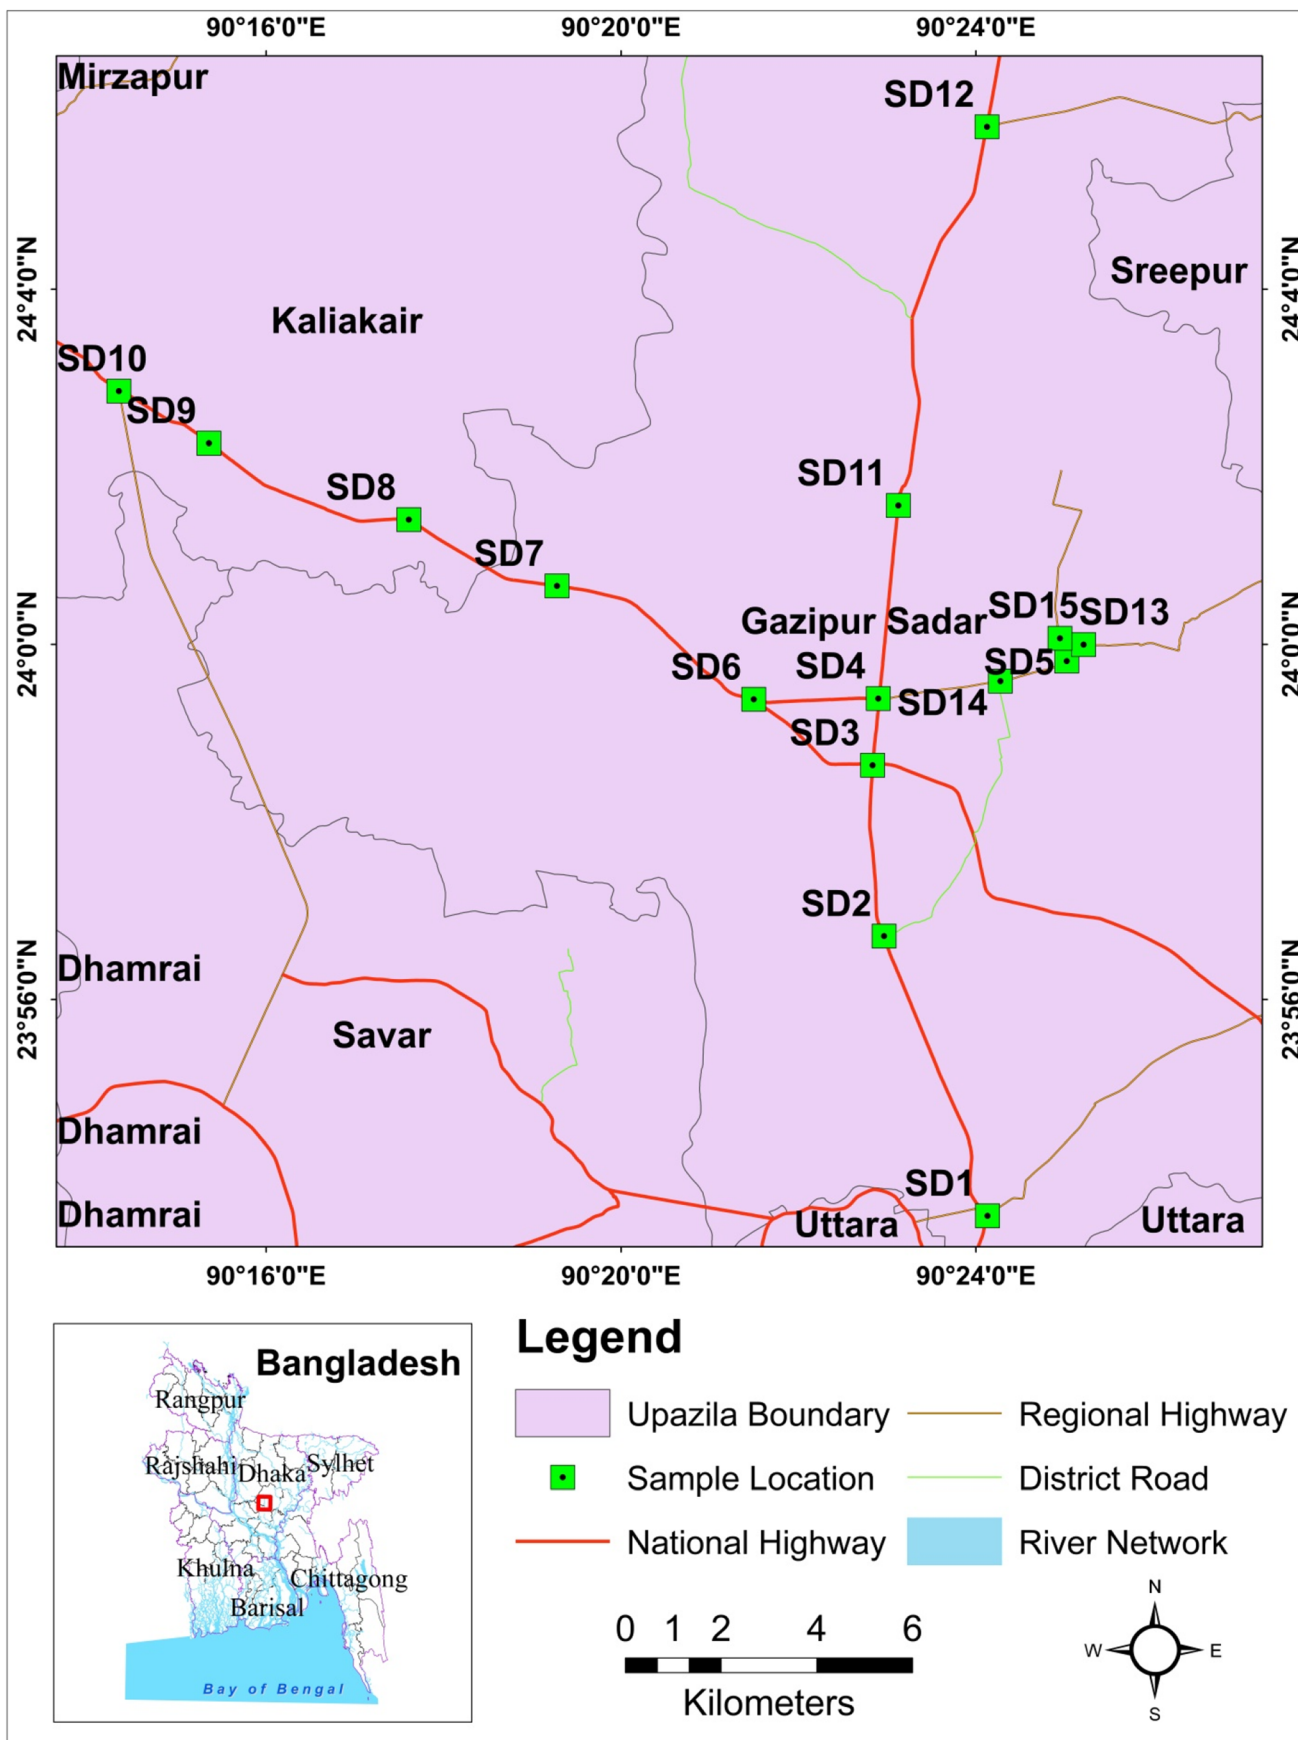 90°16'0"E 90°20'0"E 90°24'0"E
Mirzapur
SD12
24°4'0"N
24°4'0"N
Sreepur
Kaliakair
SD10
SD9
SD11
SD8
SD7
SD15
SD13
Gazipur Sadar
24°0'0"N
24°0'0"N
SD6
SD4
SD5
SD14
SD3
SD2
Dhamrai
23°56'0"N
23°56'0"N
Savar
Dhamrai
SD1
Dhamrai
Uttara
Uttara
90°16'0"E 90°20'0"E 90°24'0"E
Bangladesh
Rangpur
Rajshahi
Dhaka
Sylhet
Khulna
Chittagong
Barisal
Bay of Bengal
Legend
Upazila Boundary
Regional Highway
Sample Location
District Road
National Highway
River Network
0 1 2 4 6
Kilometers
N
W E
S